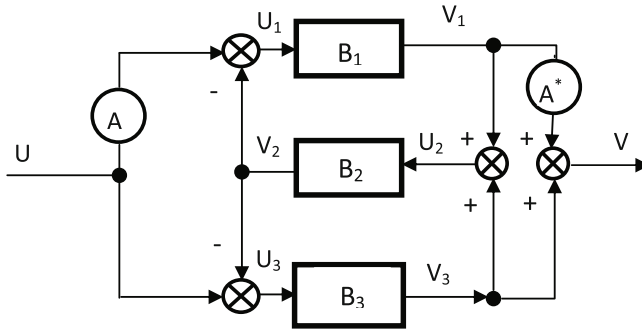 U₁
V₁
B₁
A
A*
-
U
V₂
B₂
U₂
+
+
V
-
+
+
U₃
B₃
V₃